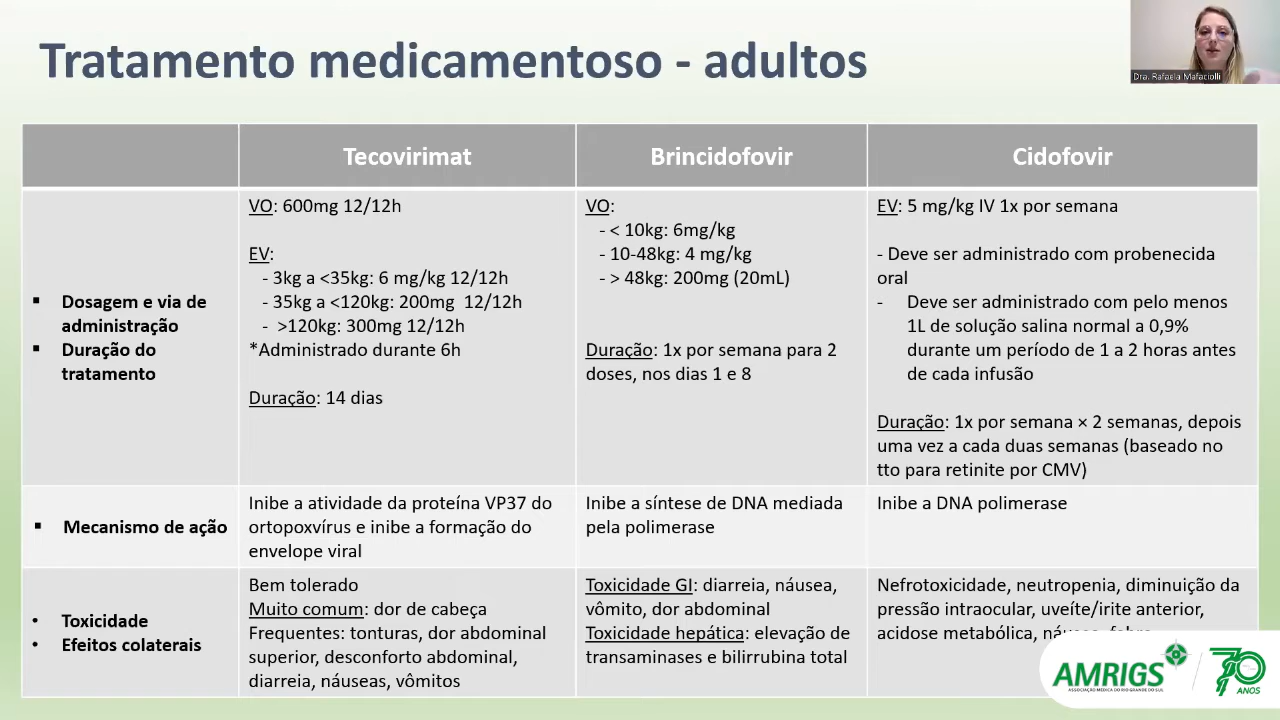 Tratamento medicamentoso - adultos
Dra. Rafaela Mafaciolli
Tecovirimat
Brincidofovir
Cidofovir
▪ Dosagem e via de
administração
▪ Duração do
tratamento
VO: 600mg 12/12h
EV:
- 3kg a <35kg: 6 mg/kg 12/12h
- 35kg a <120kg: 200mg 12/12h
- >120kg: 300mg 12/12h
*Administrado durante 6h
Duração: 14 dias
VO:
- < 10kg: 6mg/kg
- 10-48kg: 4 mg/kg
- > 48kg: 200mg (20mL)
Duração: 1x por semana para 2
doses, nos dias 1 e 8
EV: 5 mg/kg IV 1x por semana
- Deve ser administrado com probenecida
oral
- Deve ser administrado com pelo menos
1L de solução salina normal a 0,9%
durante um período de 1 a 2 horas antes
de cada infusão
Duração: 1x por semana × 2 semanas, depois
uma vez a cada duas semanas (baseado no
tto para retinite por CMV)
▪ Mecanismo de ação
Inibe a atividade da proteína VP37 do
ortopoxvírus e inibe a formação do
envelope viral
Inibe a síntese de DNA mediada
pela polimerase
Inibe a DNA polimerase
• Toxicidade
• Efeitos colaterais
Bem tolerado
Muito comum: dor de cabeça
Frequentes: tonturas, dor abdominal
superior, desconforto abdominal,
diarreia, náuseas, vômitos
Toxicidade GI: diarreia, náusea,
vômito, dor abdominal
Toxicidade hepática: elevação de
transaminases e bilirrubina total
Nefrotoxicidade, neutropenia, diminuição da
pressão intraocular, uveíte/irite anterior,
acidose metabólica,
AMRIGS
ASSOCIAÇÃO MÉDICA DO RIO GRANDE DO SUL
70
ANOS